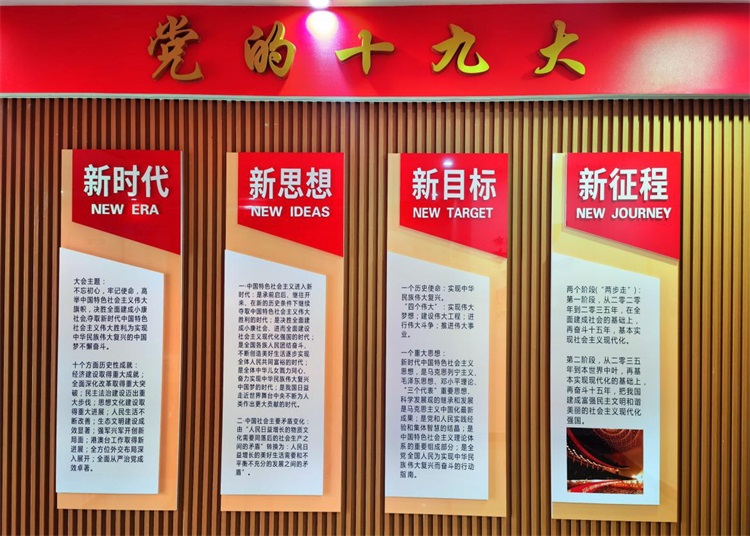 党的十九大
新时代
NEW ERA
大会主题：
不忘初心，牢记使命，高
举中国特色社会主义伟大
旗帜，决胜全面建成小康
社会夺取新时代中国特色
社会主义伟大胜利为实现
中华民族伟大复兴的中国
梦不懈奋斗。
十个方面历史性成展：
经济建设取得重大成展；
全面深化改革取得重大突
破；民主法治建设迈出重
大步伐；思想文化建设取
得重大进展；人民生活不
断改善；生态文明建设成
效显著；强军兴军开创新
局面；港澳台工作取得新
进展；全方位外交布局深
入展开；全面从严治党成
效卓著。
新思想
NEW IDEAS
一·中国特色社会主义进入新
时代：是承前启后、继往开
来、在新的历史条件下继续
夺取中国特色社会主义伟大
胜利的时代；是决胜全面建
成小康社会、进而全面建设
社会主义现代化强国的时代；
是全国各族人民团结奋斗、
不断创造美好生活逐步实现
全体人民共同富裕的时代；
是全体中华儿女戮力同心、
奋力实现中华民族伟大复兴
中国梦的时代；是我国日益
走近世界舞台中央不断为人
类作出更大贡献的时代。
二·中国社会主要矛盾变化：
由“人民日益增长的物质文
化需要同落后的社会生产之
间的矛盾”转换为：人民日
益增长的美好生活需要和不
平衡不充分的发展之间的矛
盾”。
新目标
NEW TARGET
一个历史使命：实现中华
民族伟大复兴。
“四个伟大”：实现伟大
梦想；建设伟大工程；进
行伟大斗争；推进伟大事
业。
一个重大思想：
新时代中国特色社会主义
思想，是马克思列宁主义、
毛泽东思想、邓小平理论、
“三个代表”重要思想、
科学发展观的继承和发展
是马克思主义中国化最新
成果；是党和人民实践经
验和集体智慧的结晶；是
中国特色社会主义理论体
系的重要组成部分；是全
党全国人民为实现中华民
族伟大复兴而奋斗的行动
指南。
新征程
NEW JOURNEY
两个阶段(“两步走”)：
第一阶段，从二零二零
年到二零三五年，在全
面建成社会的基础上，
再奋斗十五年，基本实
现社会主义现代化。
第二阶段，从二零三五
年到本世界中叶，再基
本实现现代化的基础上，
再奋斗十五年，把我国
建成富强民主文明和谐
美丽的社会主义现代化
强国。